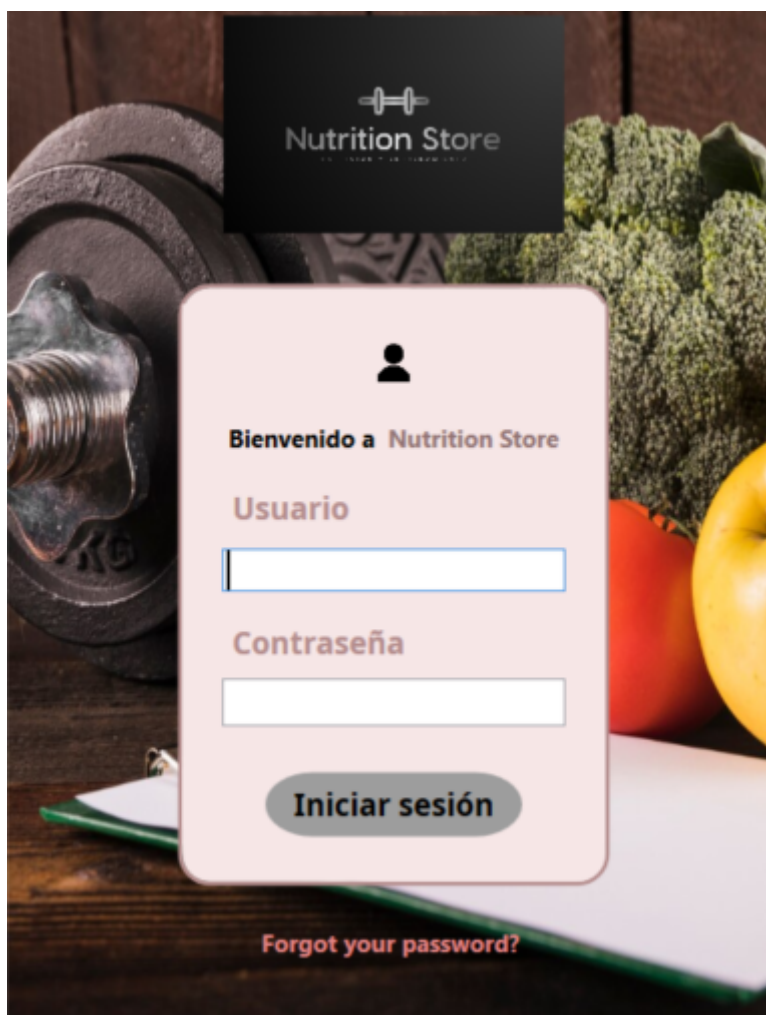 Nutrition Store
Bienvenido a Nutrition Store
Usuario
Contraseña
Iniciar sesión
Forgot your password?